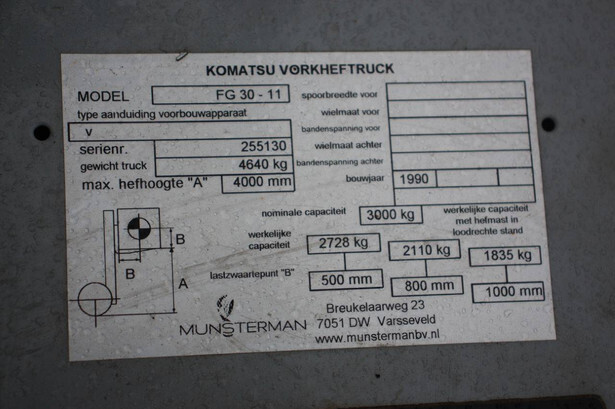 KOMATSU VORKHEFTRUCK
MODEL FG 30 - 11
type aanduiding voorbouwapparaat
v
serienr. 255130
gewicht truck 4640 kg
max. hefhoogte "A" 4000 mm
spoorbreedte voor
wielmaat voor
bandenspanning voor
wielmaat achter
bandenspanning achter
bouwjaar 1990
nominale capaciteit 3000 kg
werkelijke capaciteit
met hefmast in
loodrechte stand
werkelijke
capaciteit
2728 kg 2110 kg 1835 kg
lastzwaartepunt "B" 500 mm 800 mm 1000 mm
B
B
A
MUNSTERMAN
Breukelaarweg 23
7051 DW Varsseveld
www.munstermanbv.nl